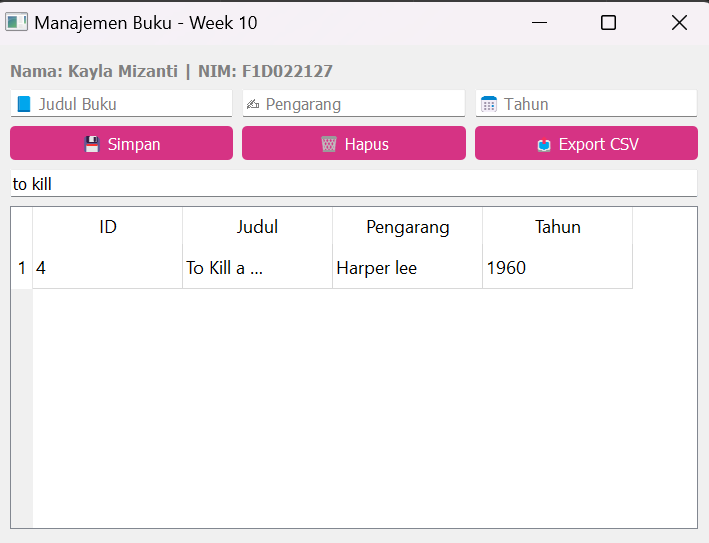 Manajemen Buku - Week 10
Nama: Kayla Mizanti | NIM: F1D022127
Judul Buku Pengarang Tahun
Simpan Hapus Export CSV
to kill
ID Judul Pengarang Tahun
1 4 To Kill a ... Harper lee 1960